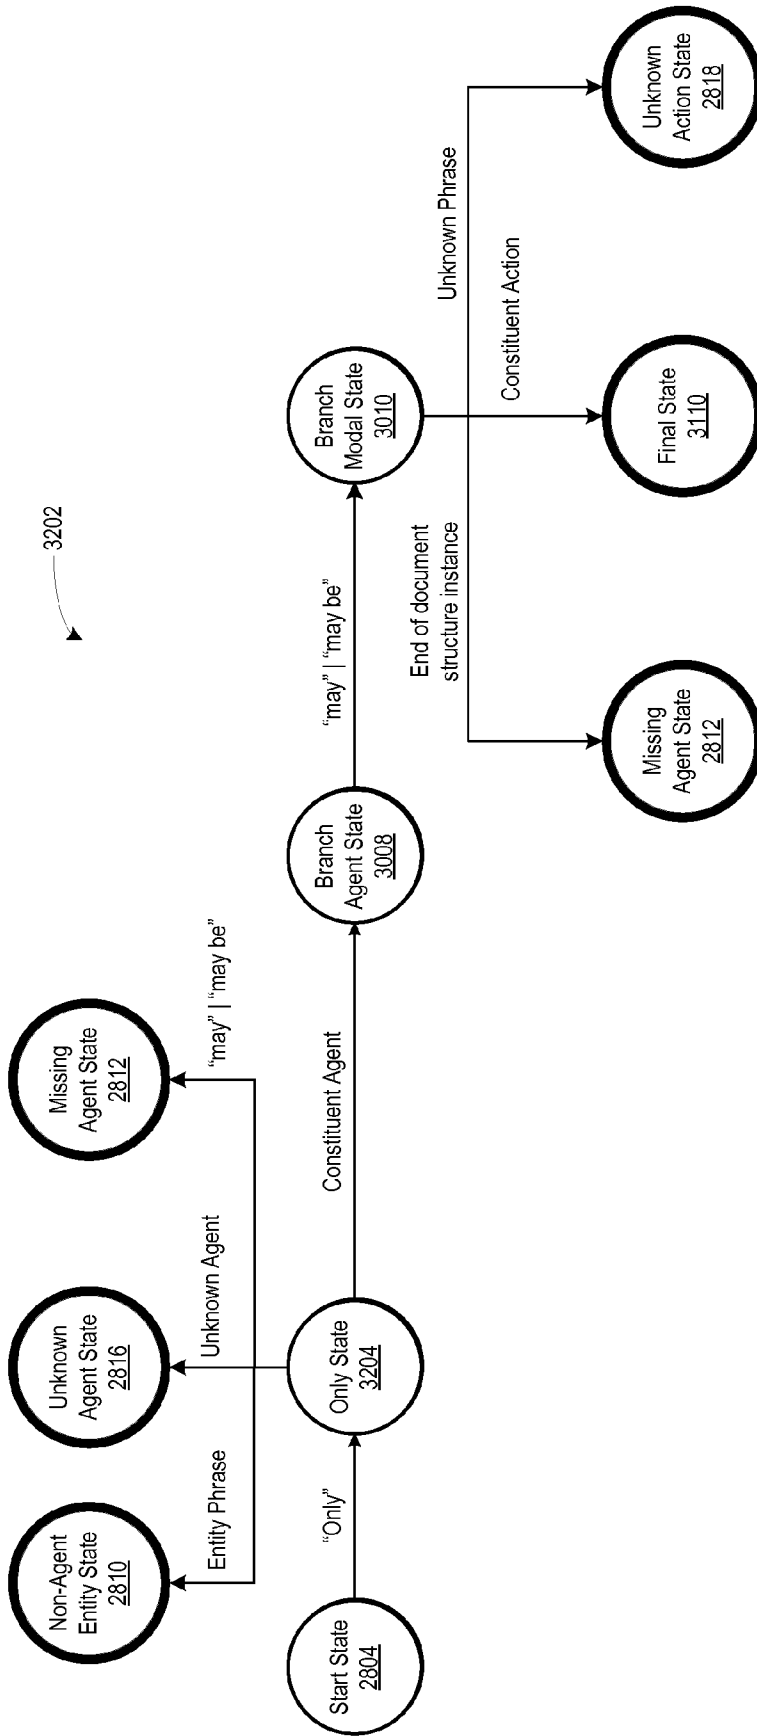 3202
Non-Agent
Entity State
2810
Unknown
Agent State
2816
Missing
Agent State
2812
Entity Phrase
Unknown Agent
“may” | “may be”
Start State
2804
“Only”
Only State
3204
Constituent Agent
Branch
Agent State
3008
“may” | “may be”
Branch
Modal State
3010
End of document
structure instance
Constituent Action
Unknown Phrase
Missing
Agent State
2812
Final State
3110
Unknown
Action State
2818